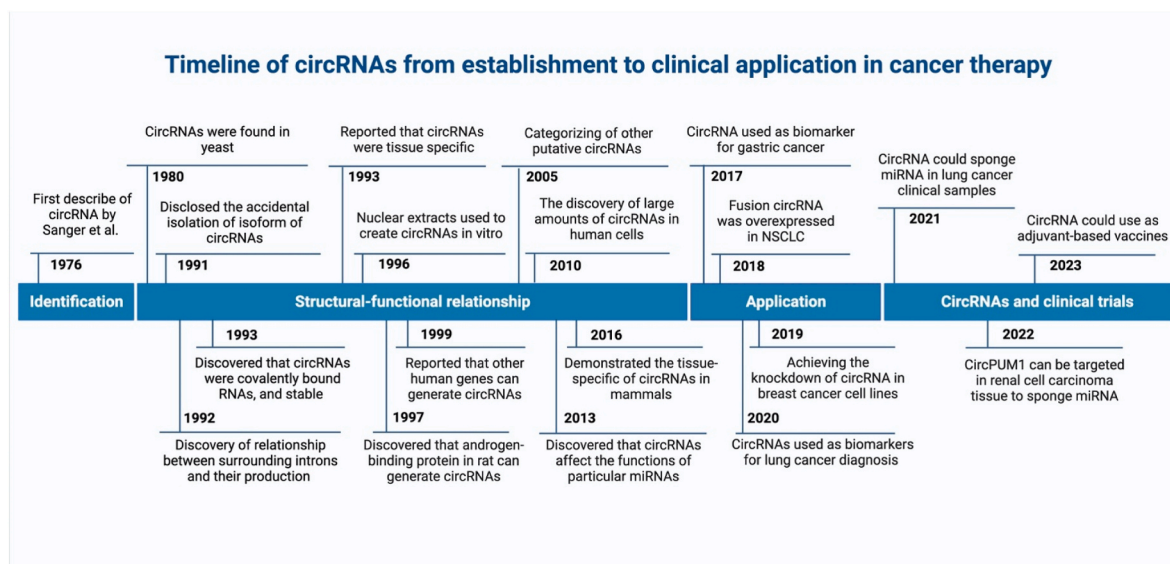 Timeline of circRNAs from establishment to clinical application in cancer therapy
First describe of
circRNA by
Sanger et al.
1976
CircRNAs were found in
yeast
1980
Disclosed the accidental
isolation of isoform of
circRNAs
1991
Reported that circRNAs
were tissue specific
1993
Nuclear extracts used to
create circRNAs in vitro
1996
Categorizing of other
putative circRNAs
2005
The discovery of large
amounts of circRNAs in
human cells
2010
CircRNA used as biomarker
for gastric cancer
2017
Fusion circRNA
was overexpressed
in NSCLC
2018
CircRNA could sponge
miRNA in lung cancer
clinical samples
2021
CircRNA could use as
adjuvant-based vaccines
2023
Identification
Structural-functional relationship
Application
CircRNAs and clinical trials
1993
Discovered that circRNAs
were covalently bound
RNAs, and stable
1992
Discovery of relationship
between surrounding introns
and their production
1999
Reported that other
human genes can
generate circRNAs
1997
Discovered that androgen-
binding protein in rat can
generate circRNAs
2016
Demonstrated the tissue-
specific of circRNAs in
mammals
2013
Discovered that circRNAs
affect the functions of
particular miRNAs
2019
Achieving the
knockdown of circRNA in
breast cancer cell lines
2020
CircRNAs used as biomarkers
for lung cancer diagnosis
2022
CircPUM1 can be targeted
in renal cell carcinoma
tissue to sponge miRNA